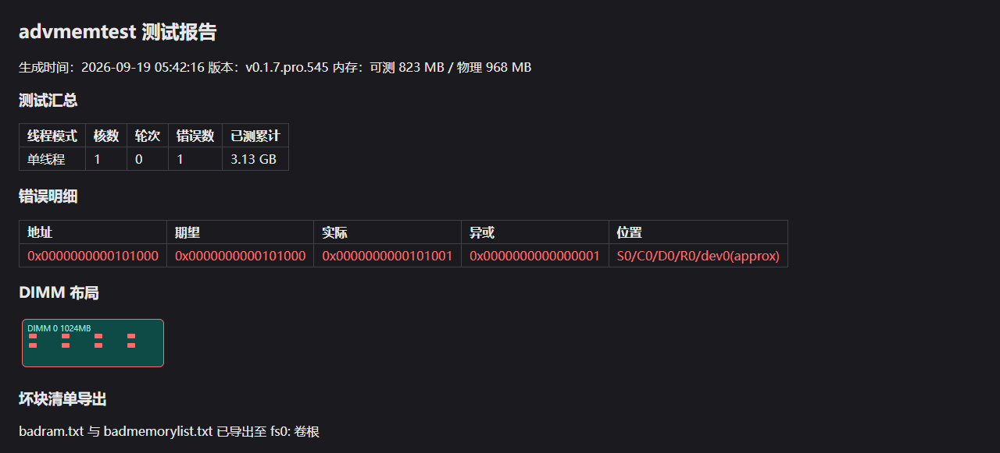 advmemtest 测试报告
生成时间：2026-09-19 05:42:16 版本：v0.1.7.pro.545 内存：可测 823 MB / 物理 968 MB
测试汇总
线程模式 核数 轮次 错误数 已测累计
单线程 1 0 1 3.13 GB
错误明细
地址 期望 实际 异或 位置
0x0000000000101000 0x0000000000101000 0x0000000000101001 0x0000000000000001 S0/C0/D0/R0/dev0(approx)
DIMM 布局
DIMM 0 1024MB
坏块清单导出
badram.txt 与 badmemorylist.txt 已导出至 fs0: 卷根